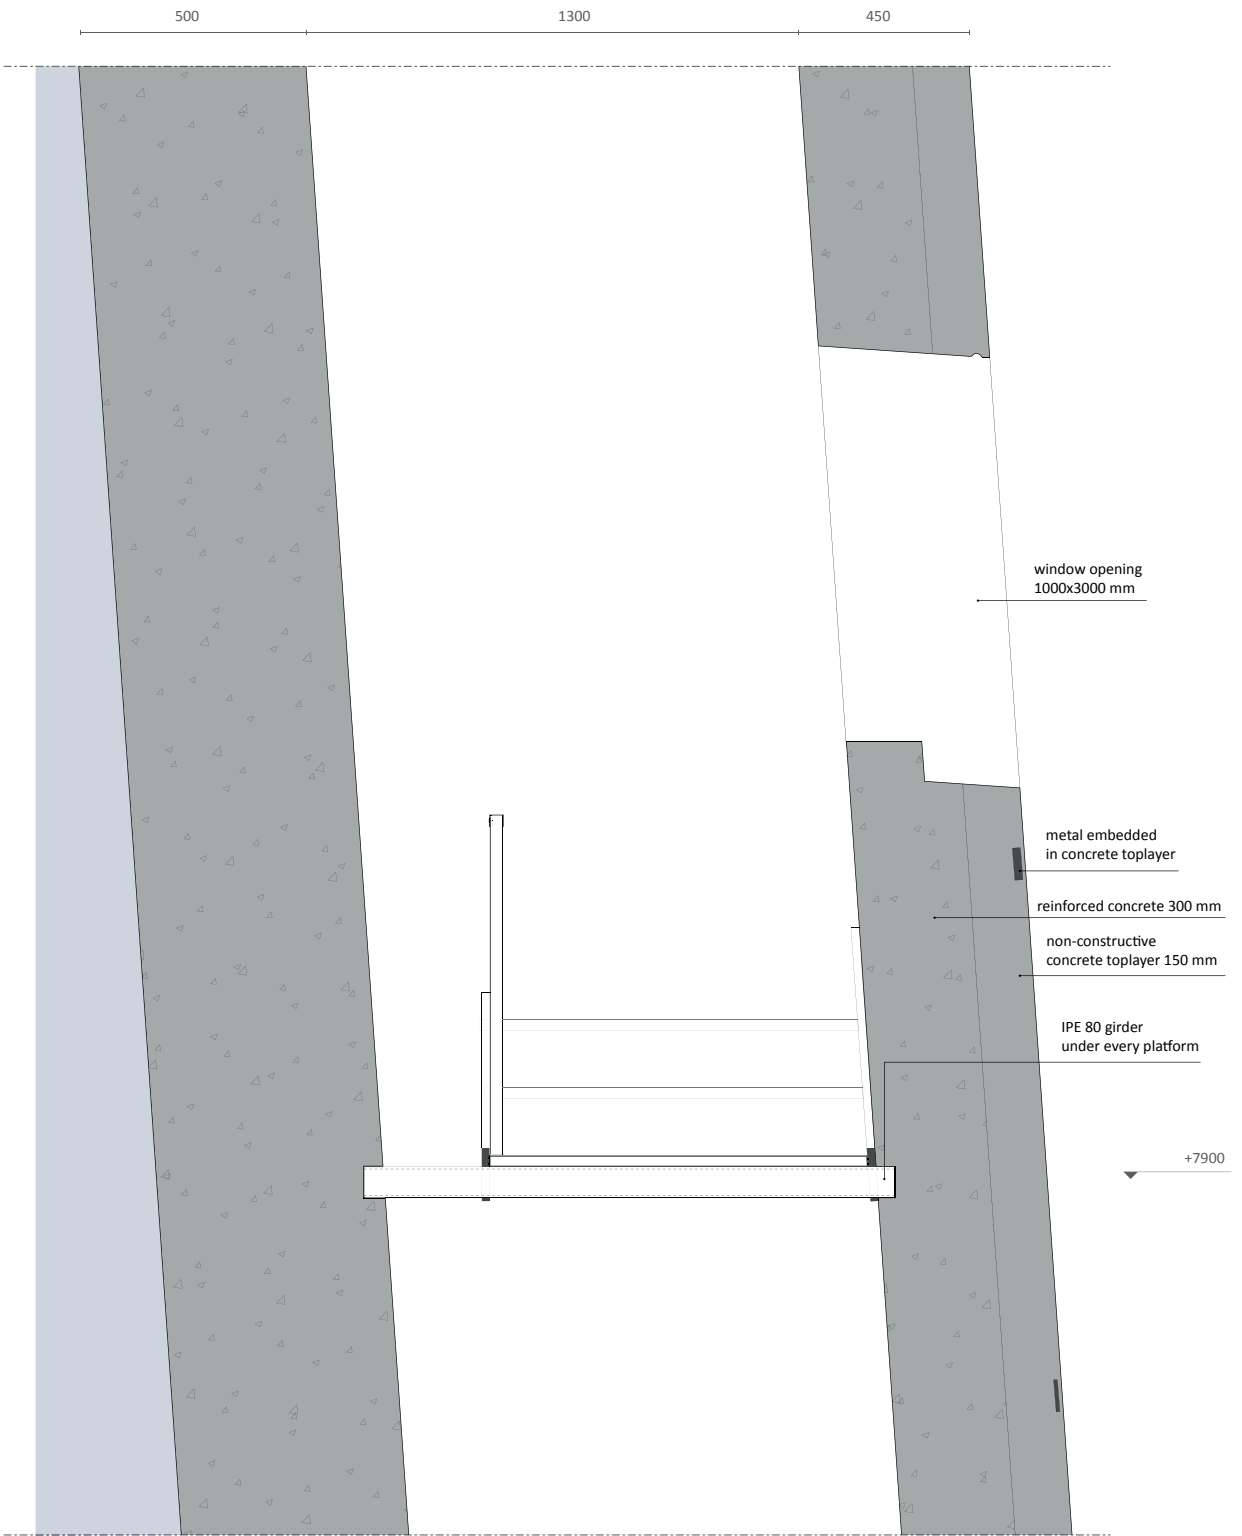 500
1300
450
window opening
1000x3000 mm
metal embedded
in concrete toplayer
reinforced concrete 300 mm
non-constructive
concrete toplayer 150 mm
IPE 80 girder
under every platform
+7900